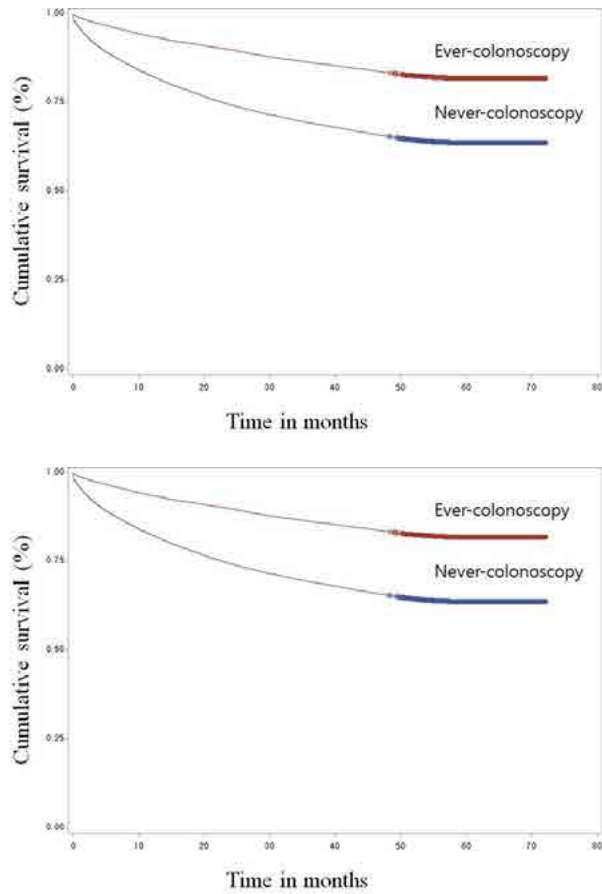 1.00
Ever-colonoscopy
0.75
Never-colonoscopy
0.50
0.25
0.00
Cumulative survival (%)
0 10 20 30 40 50 60 70 80
Time in months
1.00
Ever-colonoscopy
0.75
Never-colonoscopy
0.50
0.25
0.00
Cumulative survival (%)
0 10 20 30 40 50 60 70 80
Time in months